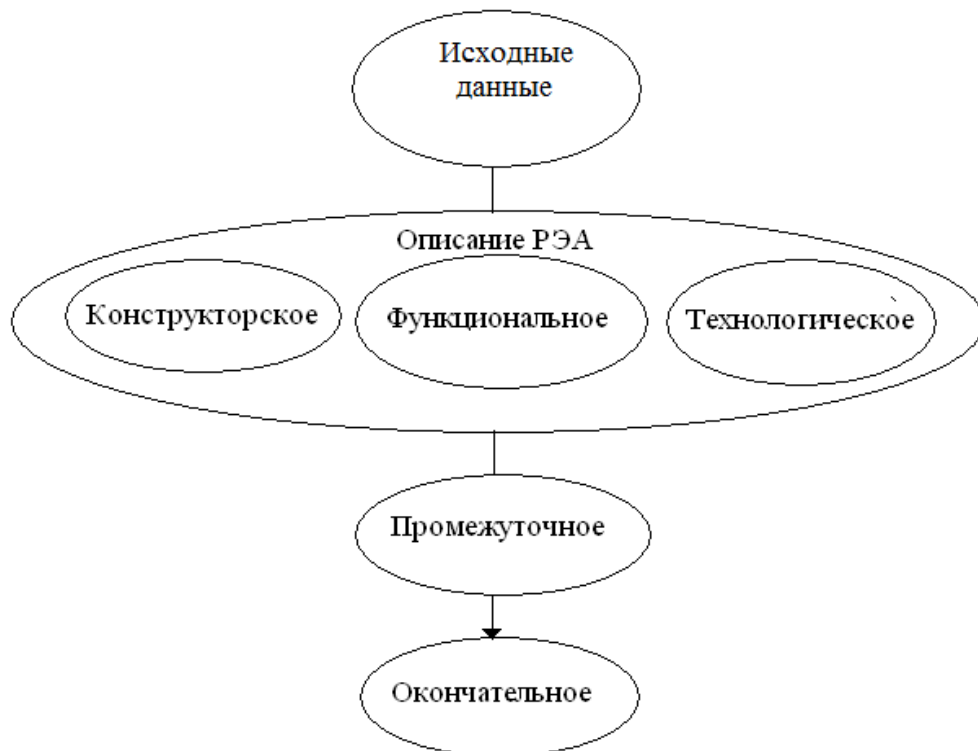 Исходные
данные
Описание РЭА
Конструкторское
Функциональное
Технологическое
Промежуточное
Окончательное